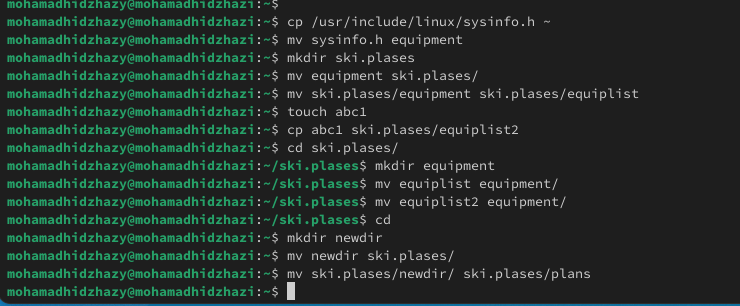 mohamadhidzhazy@mohamadhidzhazi:~$
mohamadhidzhazy@mohamadhidzhazi:~$ cp /usr/include/linux/sysinfo.h ~
mohamadhidzhazy@mohamadhidzhazi:~$ mv sysinfo.h equipment
mohamadhidzhazy@mohamadhidzhazi:~$ mkdir ski.plases
mohamadhidzhazy@mohamadhidzhazi:~$ mv equipment ski.plases/
mohamadhidzhazy@mohamadhidzhazi:~$ mv ski.plases/equipment ski.plases/equiplist
mohamadhidzhazy@mohamadhidzhazi:~$ touch abc1
mohamadhidzhazy@mohamadhidzhazi:~$ cp abc1 ski.plases/equiplist2
mohamadhidzhazy@mohamadhidzhazi:~$ cd ski.plases/
mohamadhidzhazy@mohamadhidzhazi:~/ski.plases$ mkdir equipment
mohamadhidzhazy@mohamadhidzhazi:~/ski.plases$ mv equiplist equipment/
mohamadhidzhazy@mohamadhidzhazi:~/ski.plases$ mv equiplist2 equipment/
mohamadhidzhazy@mohamadhidzhazi:~/ski.plases$ cd
mohamadhidzhazy@mohamadhidzhazi:~$ mkdir newdir
mohamadhidzhazy@mohamadhidzhazi:~$ mv newdir ski.plases/
mohamadhidzhazy@mohamadhidzhazi:~$ mv ski.plases/newdir/ ski.plases/plans
mohamadhidzhazy@mohamadhidzhazi:~$